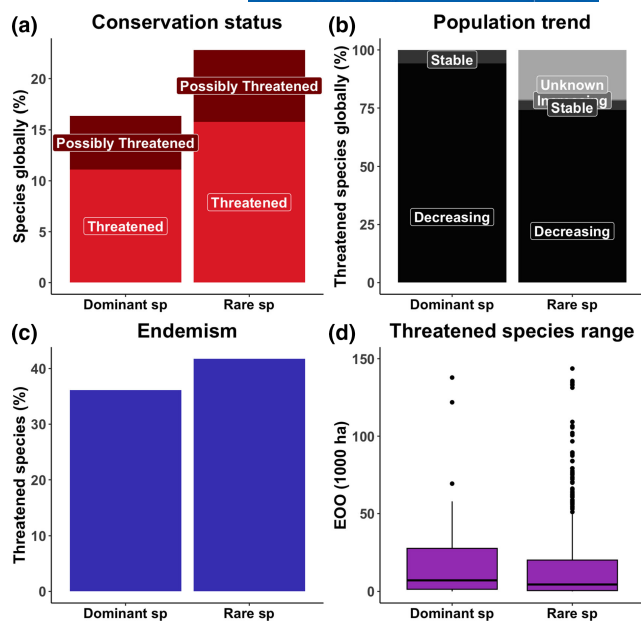 (a)
Conservation status
Species globally (%)
20
15
10
5
0
Possibly Threatened
Possibly Threatened
Threatened
Threatened
Dominant sp
Rare sp
(b)
Population trend
Threatened species globally (%)
100
75
50
25
0
Stable
Unknown
Stable
Decreasing
Decreasing
Dominant sp
Rare sp
(c)
Endemism
Threatened species (%)
40
30
20
10
0
Dominant sp
Rare sp
(d)
Threatened species range
EOO (1000 ha)
150
100
50
0
Dominant sp
Rare sp